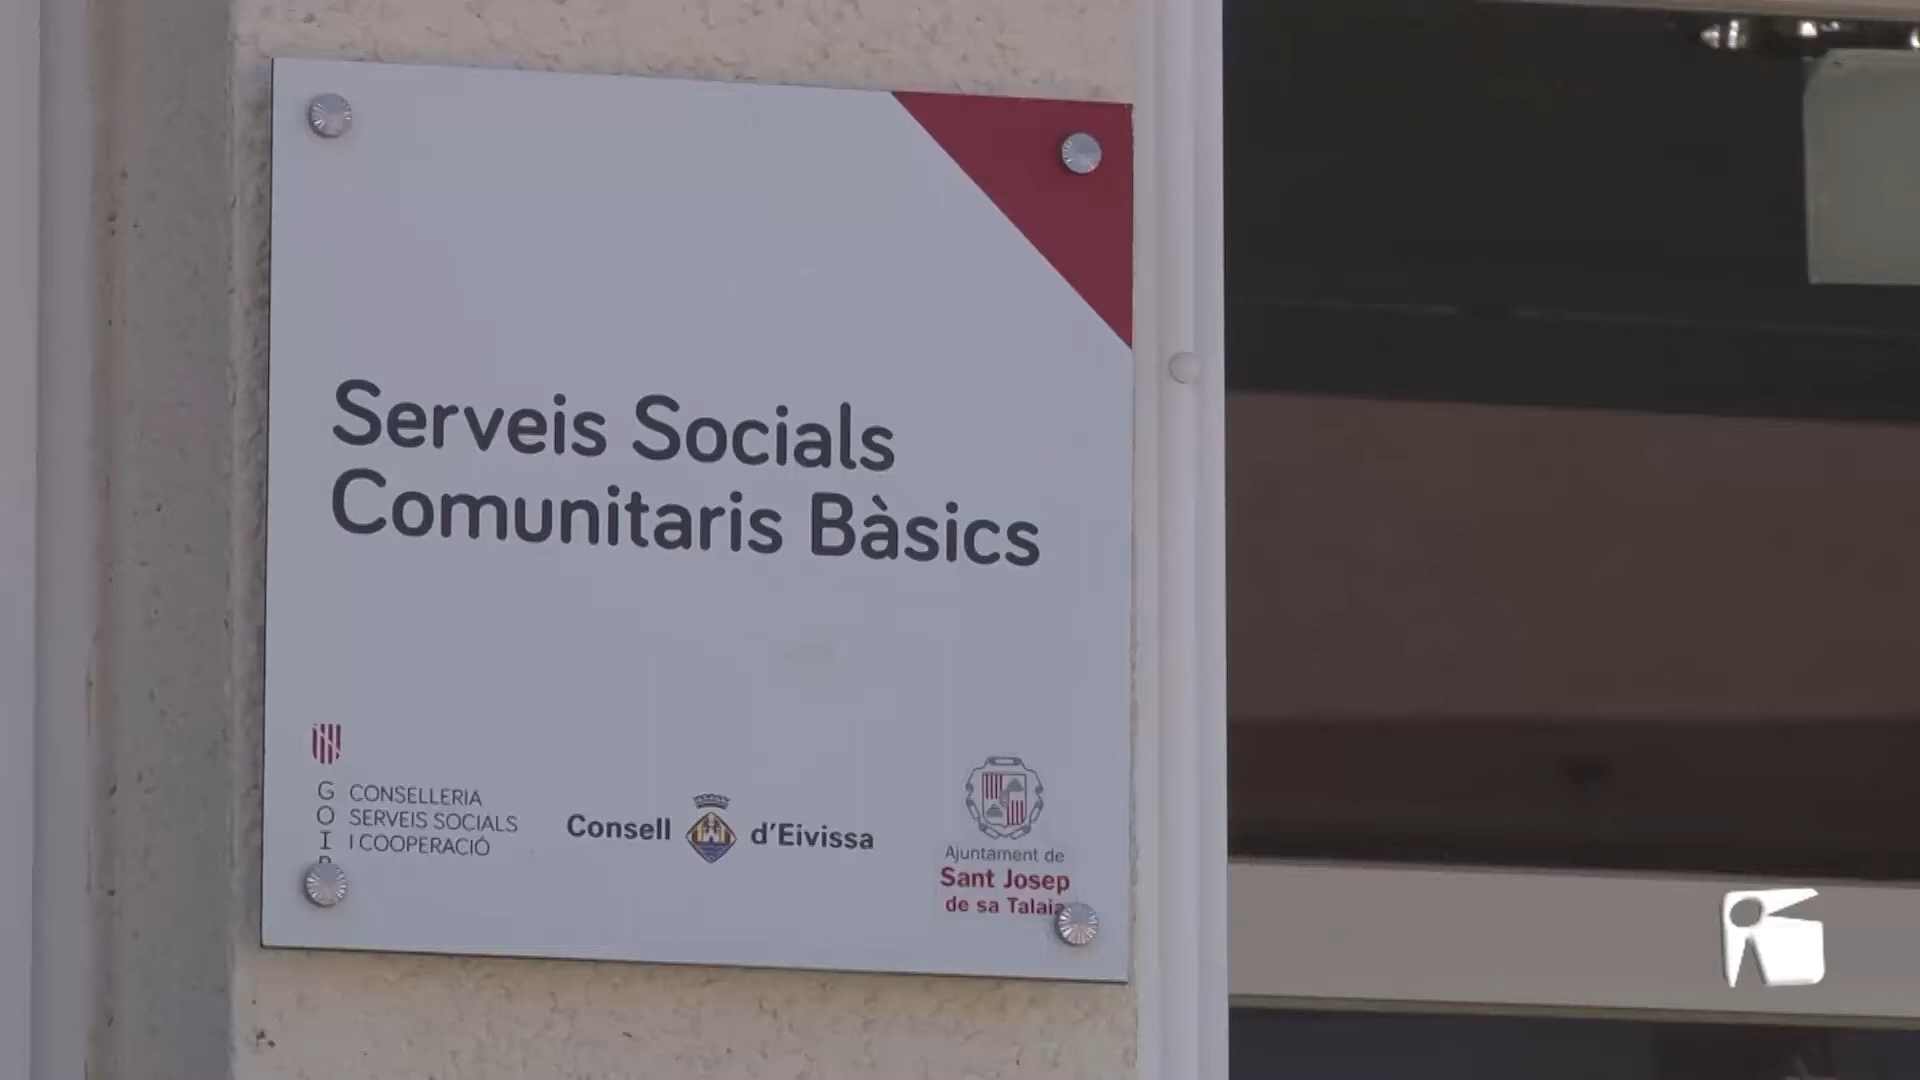 Serveis Socials
Comunitaris Bàsics
G CONSELLERIA
O SERVEIS SOCIALS
I I COOPERACIÓ
Consell d'Eivissa
Ajuntament de
Sant Josep
de sa Talaia